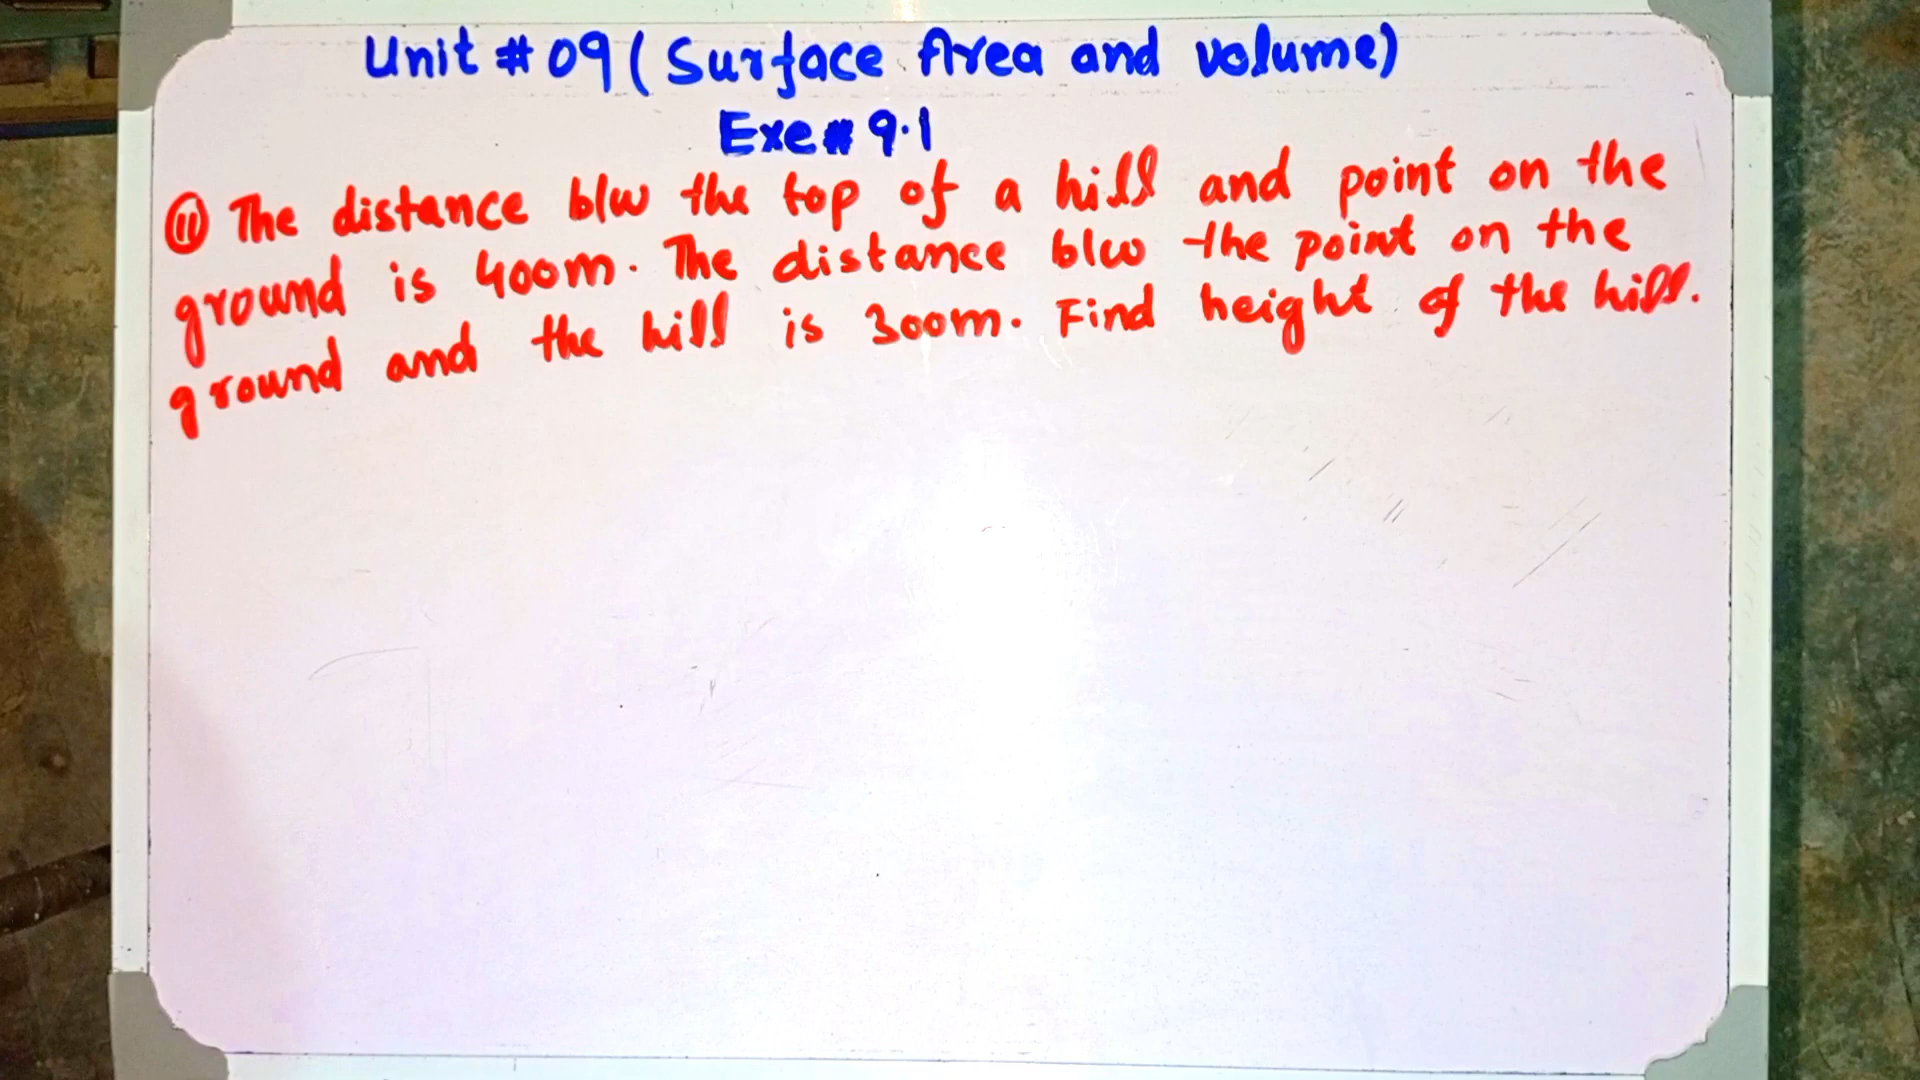 Unit # 09 (Surface Area and volume)
Exe # 9.1
⑪ The distance b/w the top of a hill and point on the
ground is 400m. The distance b/w the point on the
ground and the hill is 300m. Find height of the hill.